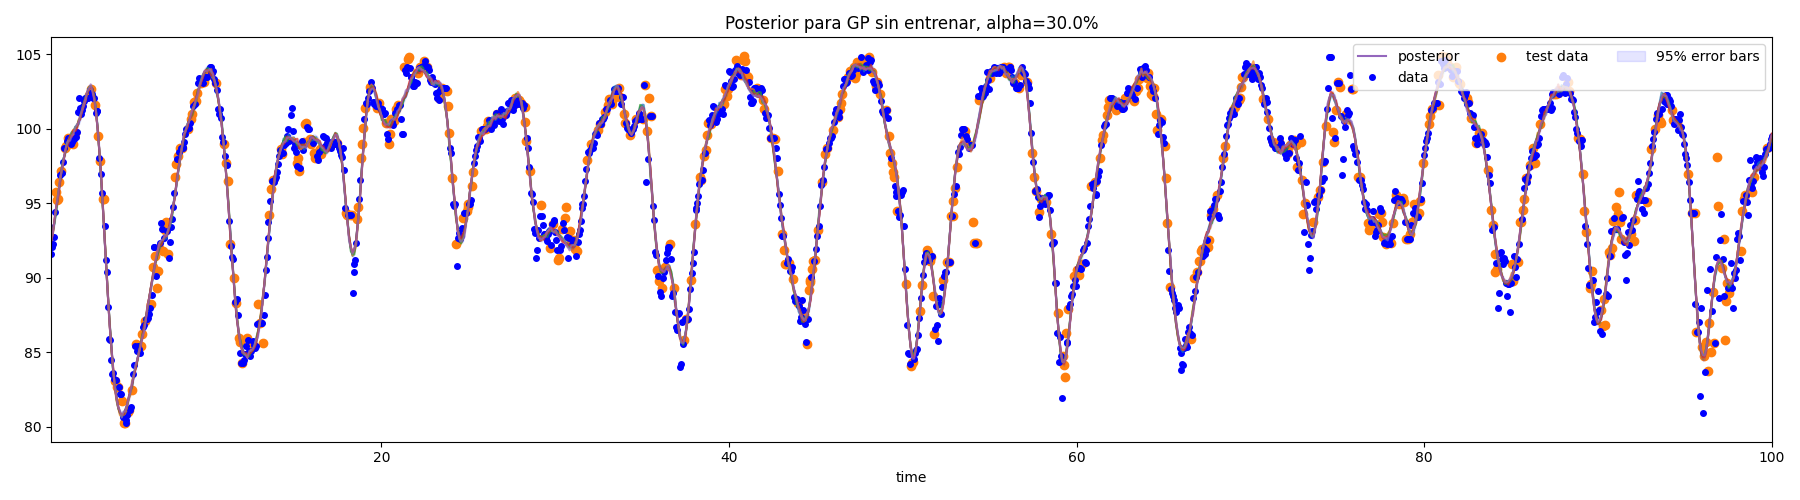 Posterior para GP sin entrenar, alpha=30.0%
posterior
data
test data
95% error bars
105
100
95
90
85
80
20
40
60
80
100
time